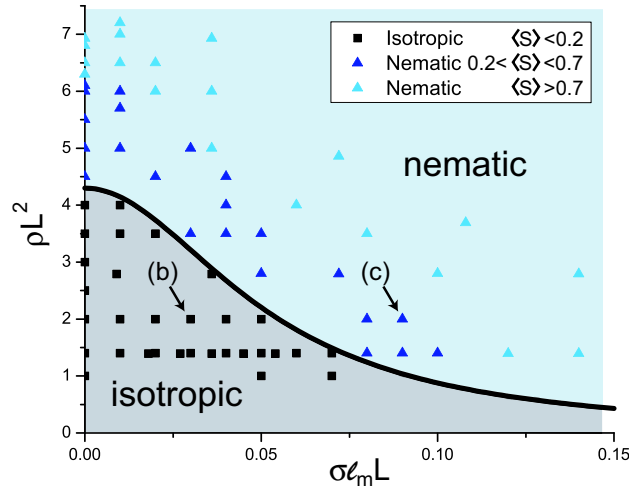 7
6
5
4
3
2
1
0
ρL²
Isotropic ⟨S⟩ <0.2
Nematic 0.2< ⟨S⟩ <0.7
Nematic ⟨S⟩ >0.7
nematic
(b)
(c)
isotropic
0.00
0.05
0.10
0.15
σℓₘL